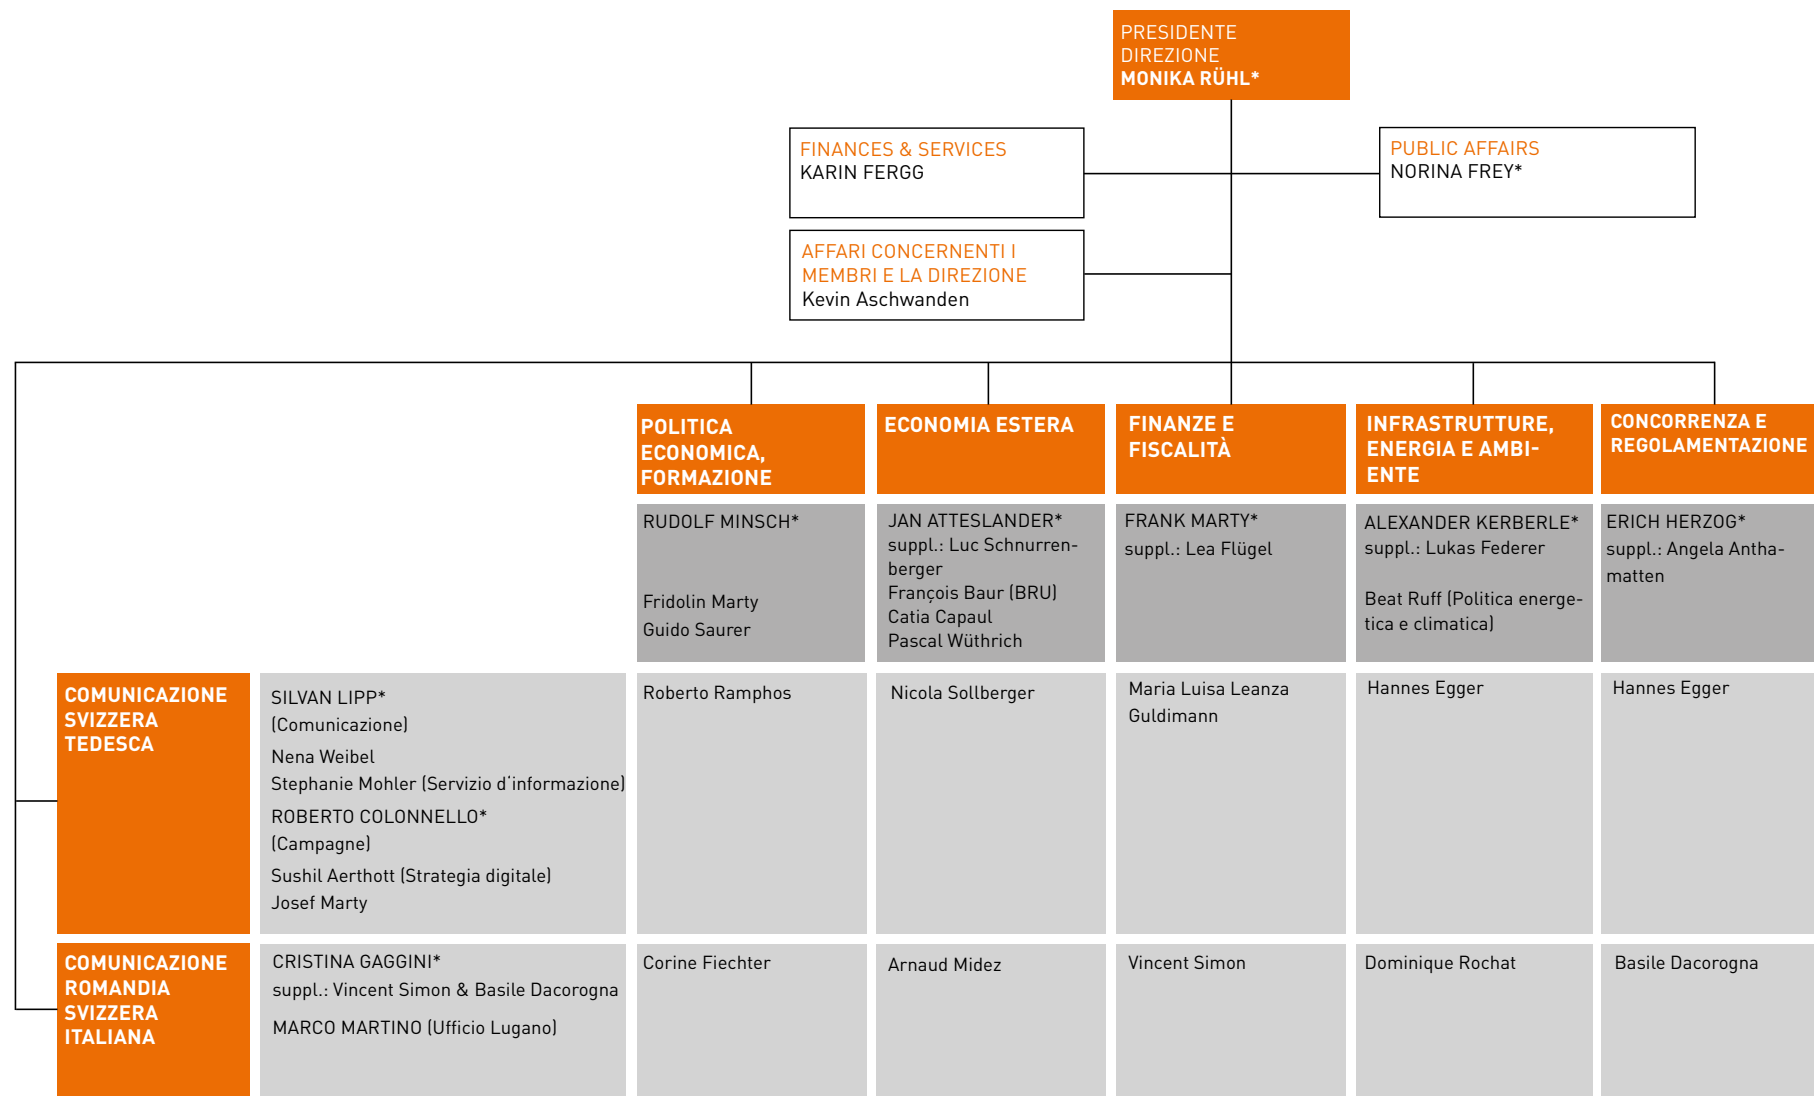 PRESIDENTE
DIREZIONE
MONIKA RÜHL*
FINANCES & SERVICES
KARIN FERGG
PUBLIC AFFAIRS
NORINA FREY*
AFFARI CONCERNENTI I
MEMBRI E LA DIREZIONE
Kevin Aschwanden
POLITICA
ECONOMICA,
FORMAZIONE
ECONOMIA ESTERA
FINANZE E
FISCALITÀ
INFRASTRUTTURE,
ENERGIA E AMBI-
ENTE
CONCORRENZA E
REGOLAMENTAZIONE
RUDOLF MINSCH*
Fridolin Marty
Guido Saurer
JAN ATTESLANDER*
suppl.: Luc Schnurren-
berger
François Baur (BRU)
Catia Capaul
Pascal Wüthrich
FRANK MARTY*
suppl.: Lea Flügel
ALEXANDER KERBERLE*
suppl.: Lukas Federer
Beat Ruff (Politica energe-
tica e climatica)
ERICH HERZOG*
suppl.: Angela Antha-
matten
COMUNICAZIONE
SVIZZERA
TEDESCA
SILVAN LIPP*
(Comunicazione)
Nena Weibel
Stephanie Mohler (Servizio d'informazione)
ROBERTO COLONNELLO*
(Campagne)
Sushil Aerthott (Strategia digitale)
Josef Marty
Roberto Ramphos
Nicola Sollberger
Maria Luisa Leanza
Guldimann
Hannes Egger
Hannes Egger
COMUNICAZIONE
ROMANDIA
SVIZZERA
ITALIANA
CRISTINA GAGGINI*
suppl.: Vincent Simon & Basile Dacorogna
MARCO MARTINO (Ufficio Lugano)
Corine Fiechter
Arnaud Midez
Vincent Simon
Dominique Rochat
Basile Dacorogna